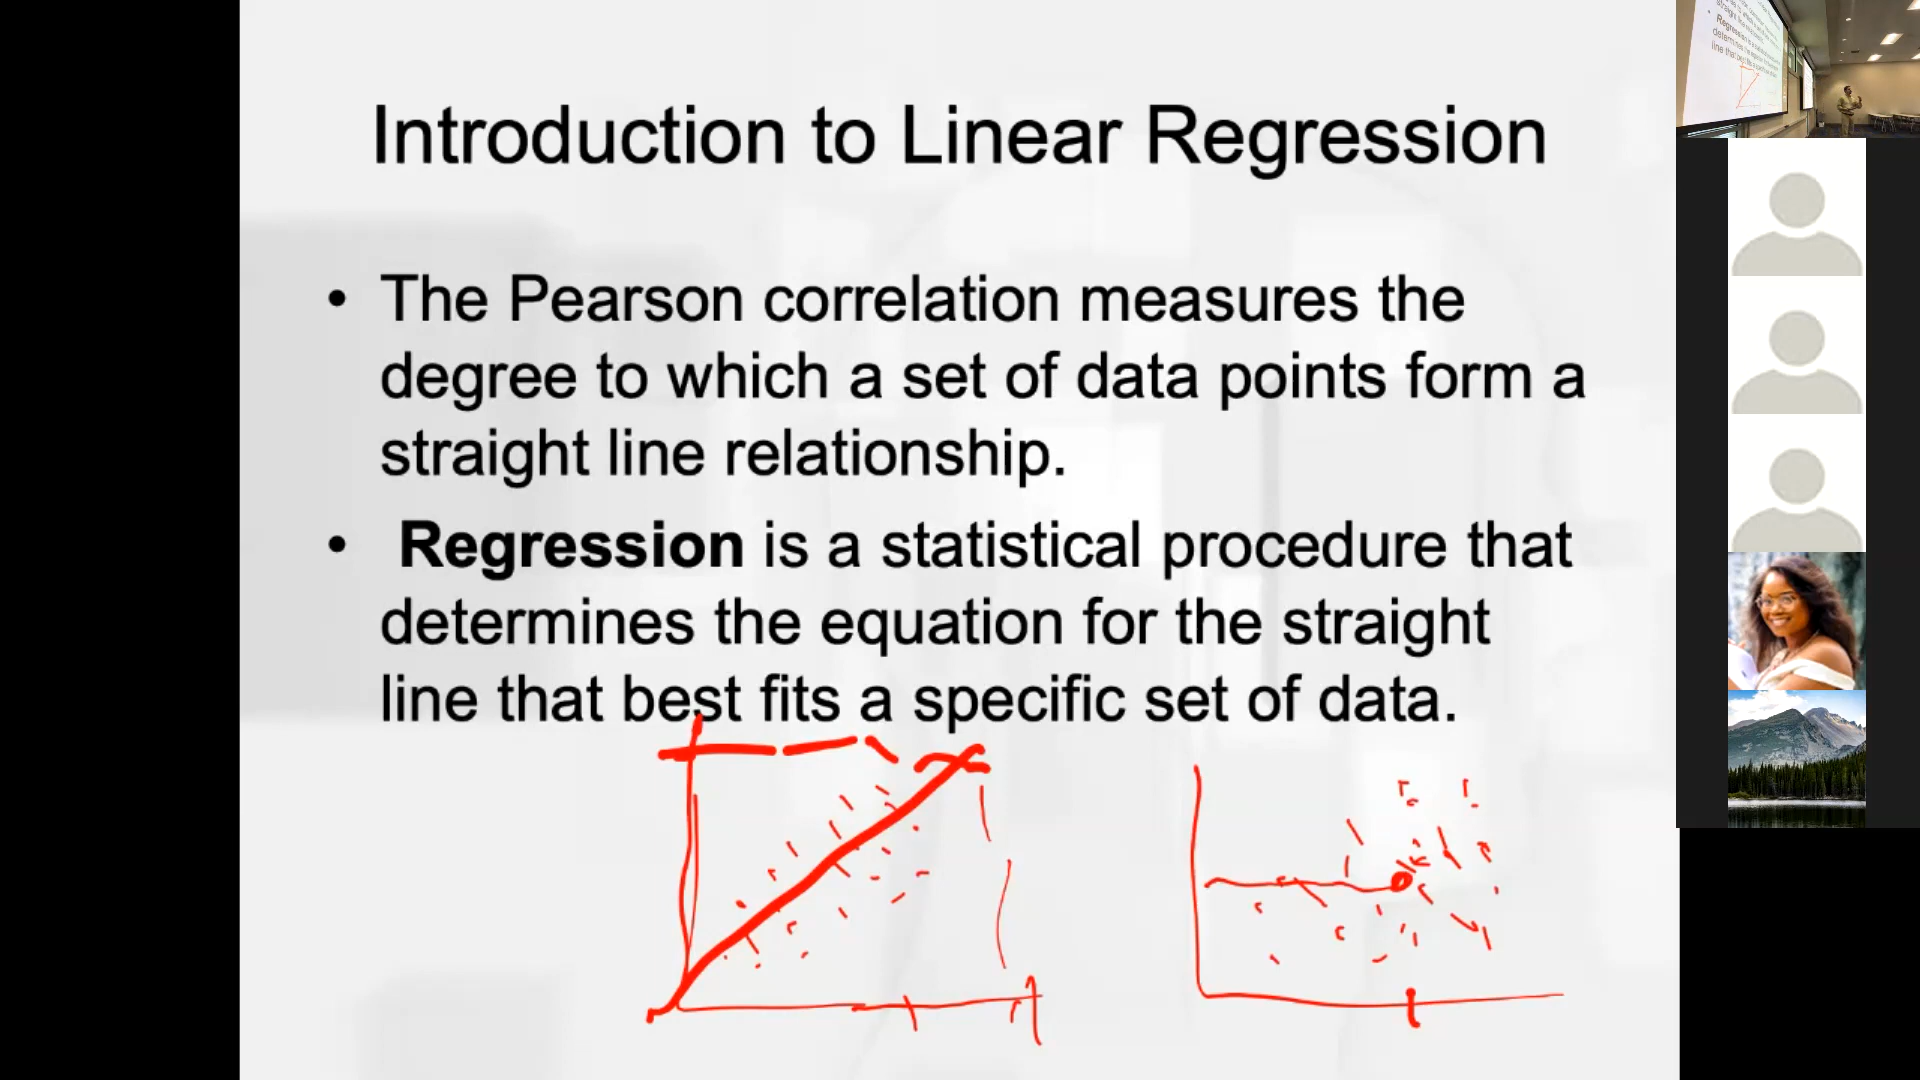 Introduction to Linear Regression
• The Pearson correlation measures the
degree to which a set of data points form a
straight line relationship.
• Regression is a statistical procedure that
determines the equation for the straight
line that best fits a specific set of data.